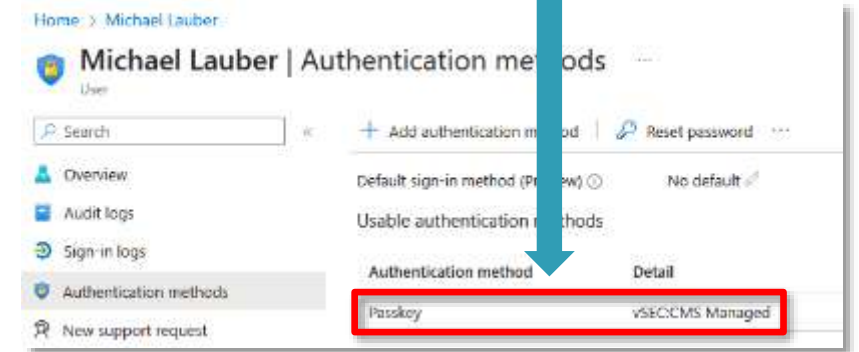 Home > Michael Lauber
Michael Lauber | Authentication methods ...
User
Search «
+ Add authentication method | Reset password ...
Overview
Default sign-in method (Preview) No default
Audit logs
Usable authentication methods
Sign-in logs
Authentication method Detail
Authentication methods
Passkey vSEC:CMS Managed
New support request